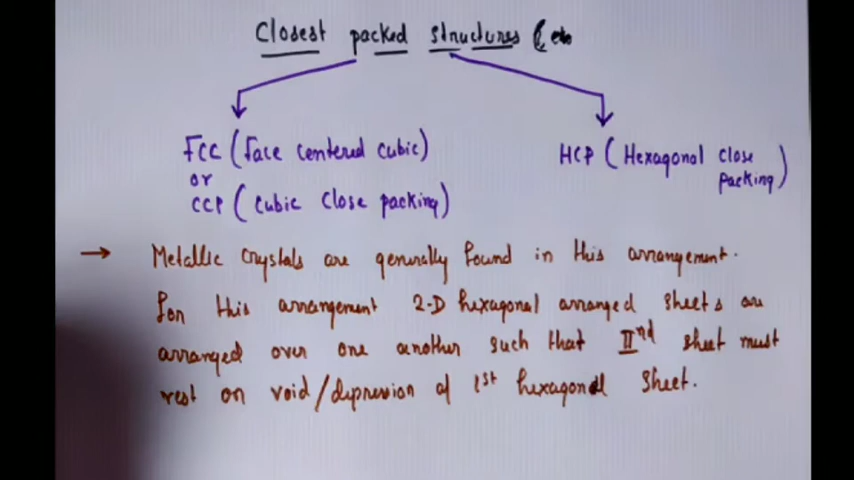 Closest packed structures
FCC (face centered cubic)
or
CCP (cubic close packing)
HCP (Hexagonal close
packing)
→ Metallic crystals are generally found in this arrangement.
for this arrangement 2-D hexagonal arranged sheets are
arranged over one another such that IInd sheet must
rest on void/depression of 1st hexagonal sheet.